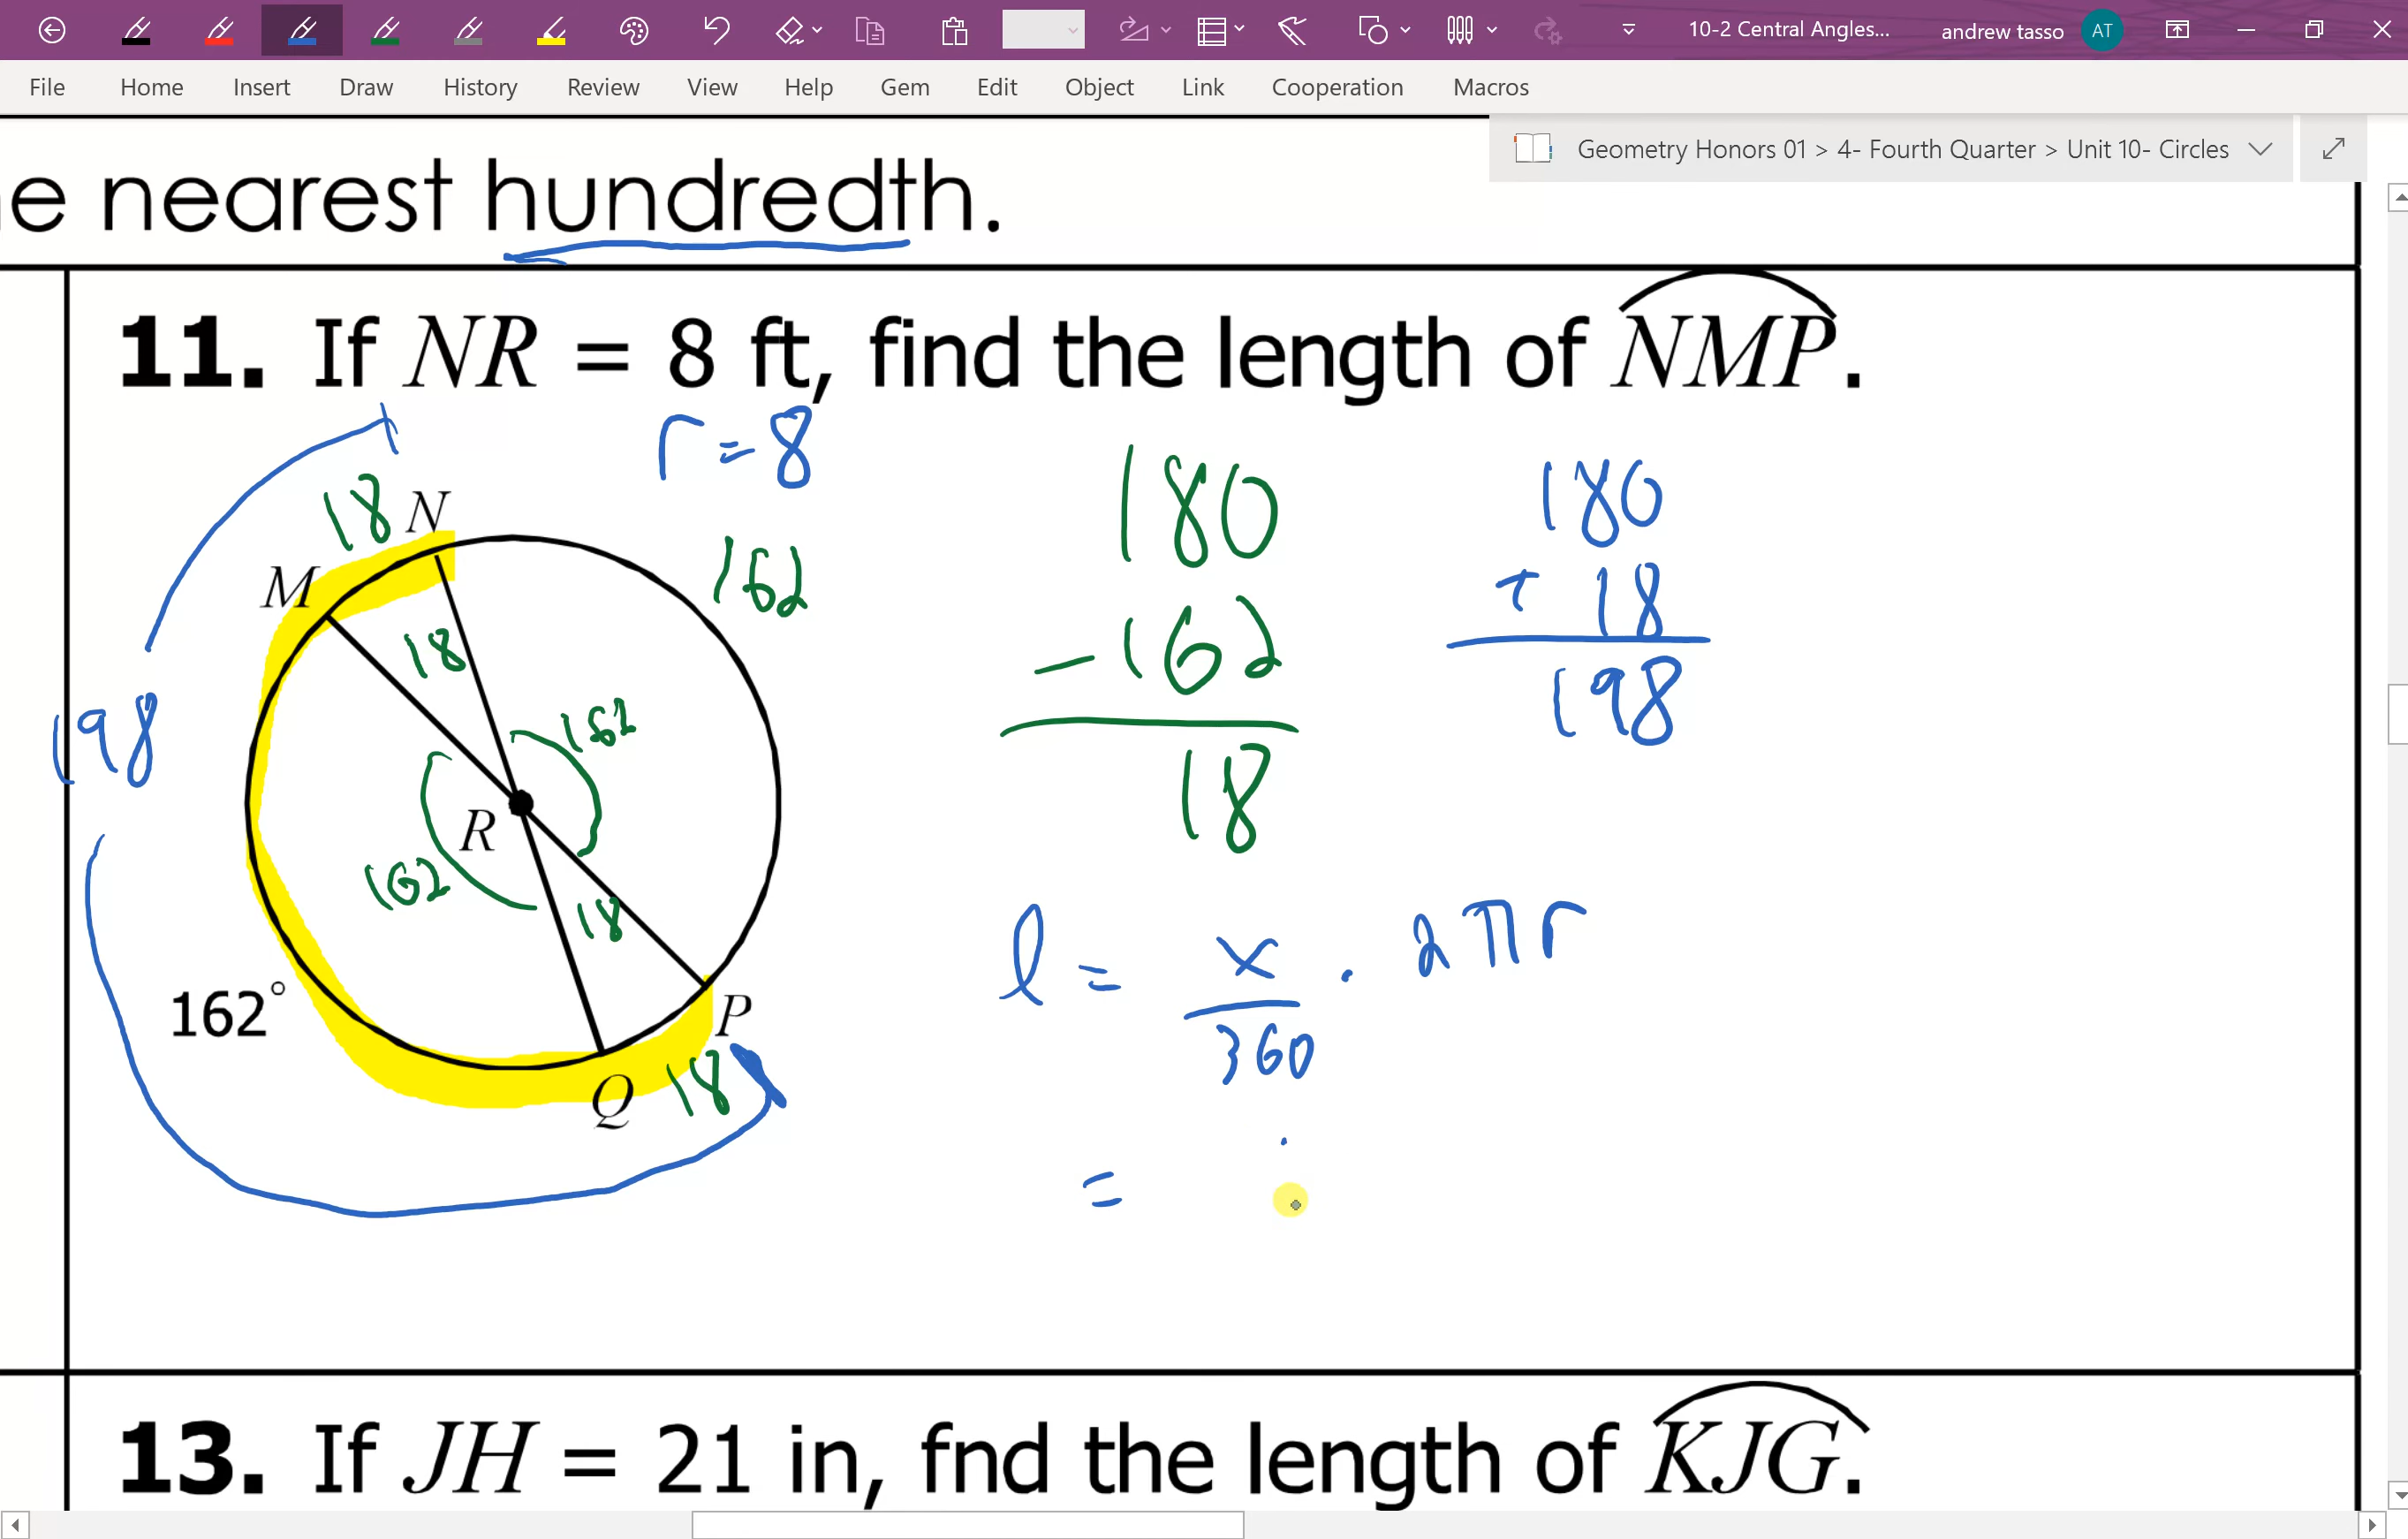 10-2 Central Angles...
andrew tasso
AT
File Home Insert Draw History Review View Help Gem Edit Object Link Cooperation Macros
Geometry Honors 01 > 4- Fourth Quarter > Unit 10- Circles
e nearest hundredth.
11. If NR = 8 ft, find the length of NMP.
r = 8
18
N
M
162
18
198
162
R
162
18
162°
P
Q
18
180
- 162
18
180
+ 18
198
l = x/360 · 2πr
=
13. If JH = 21 in, fnd the length of KJG.